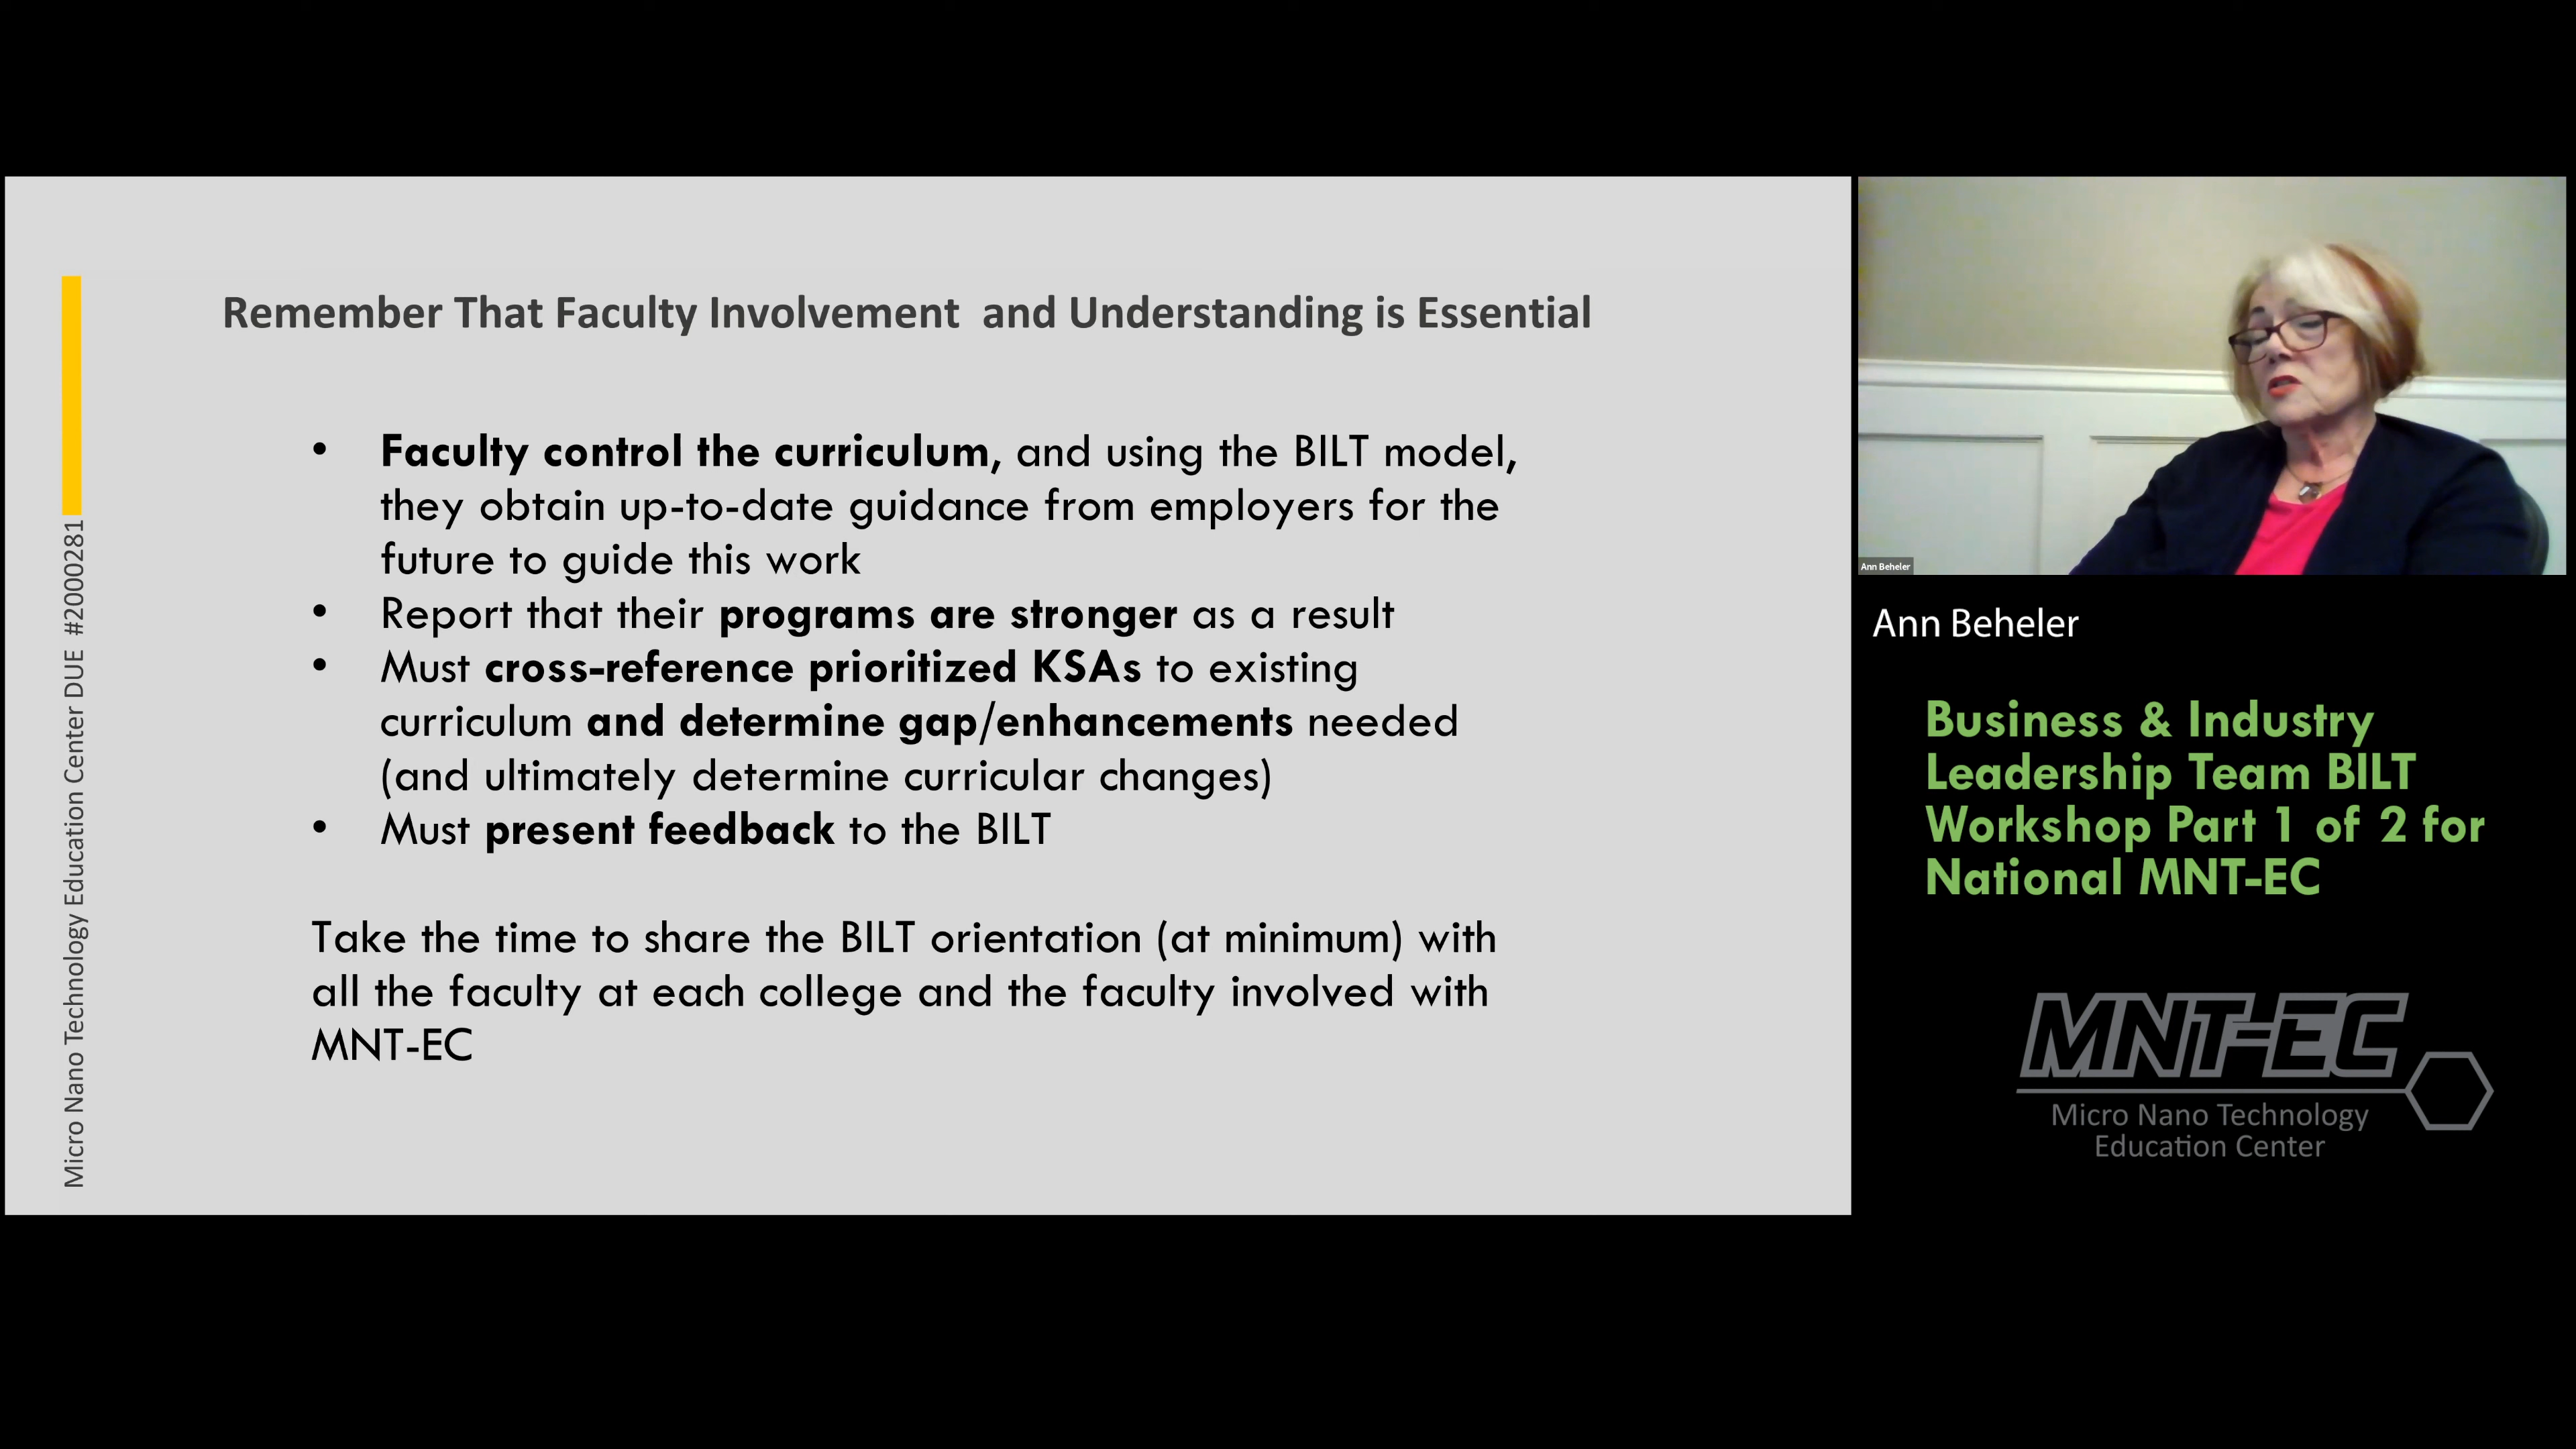 Remember That Faculty Involvement and Understanding is Essential
• Faculty control the curriculum, and using the BILT model,
they obtain up-to-date guidance from employers for the
future to guide this work
• Report that their programs are stronger as a result
• Must cross-reference prioritized KSAs to existing
curriculum and determine gap/enhancements needed
(and ultimately determine curricular changes)
• Must present feedback to the BILT
Take the time to share the BILT orientation (at minimum) with
all the faculty at each college and the faculty involved with
MNT-EC
Micro Nano Technology Education Center DUE #2000281
Ann Beheler
Ann Beheler
Business & Industry
Leadership Team BILT
Workshop Part 1 of 2 for
National MNT-EC
MNT-EC
Micro Nano Technology
Education Center